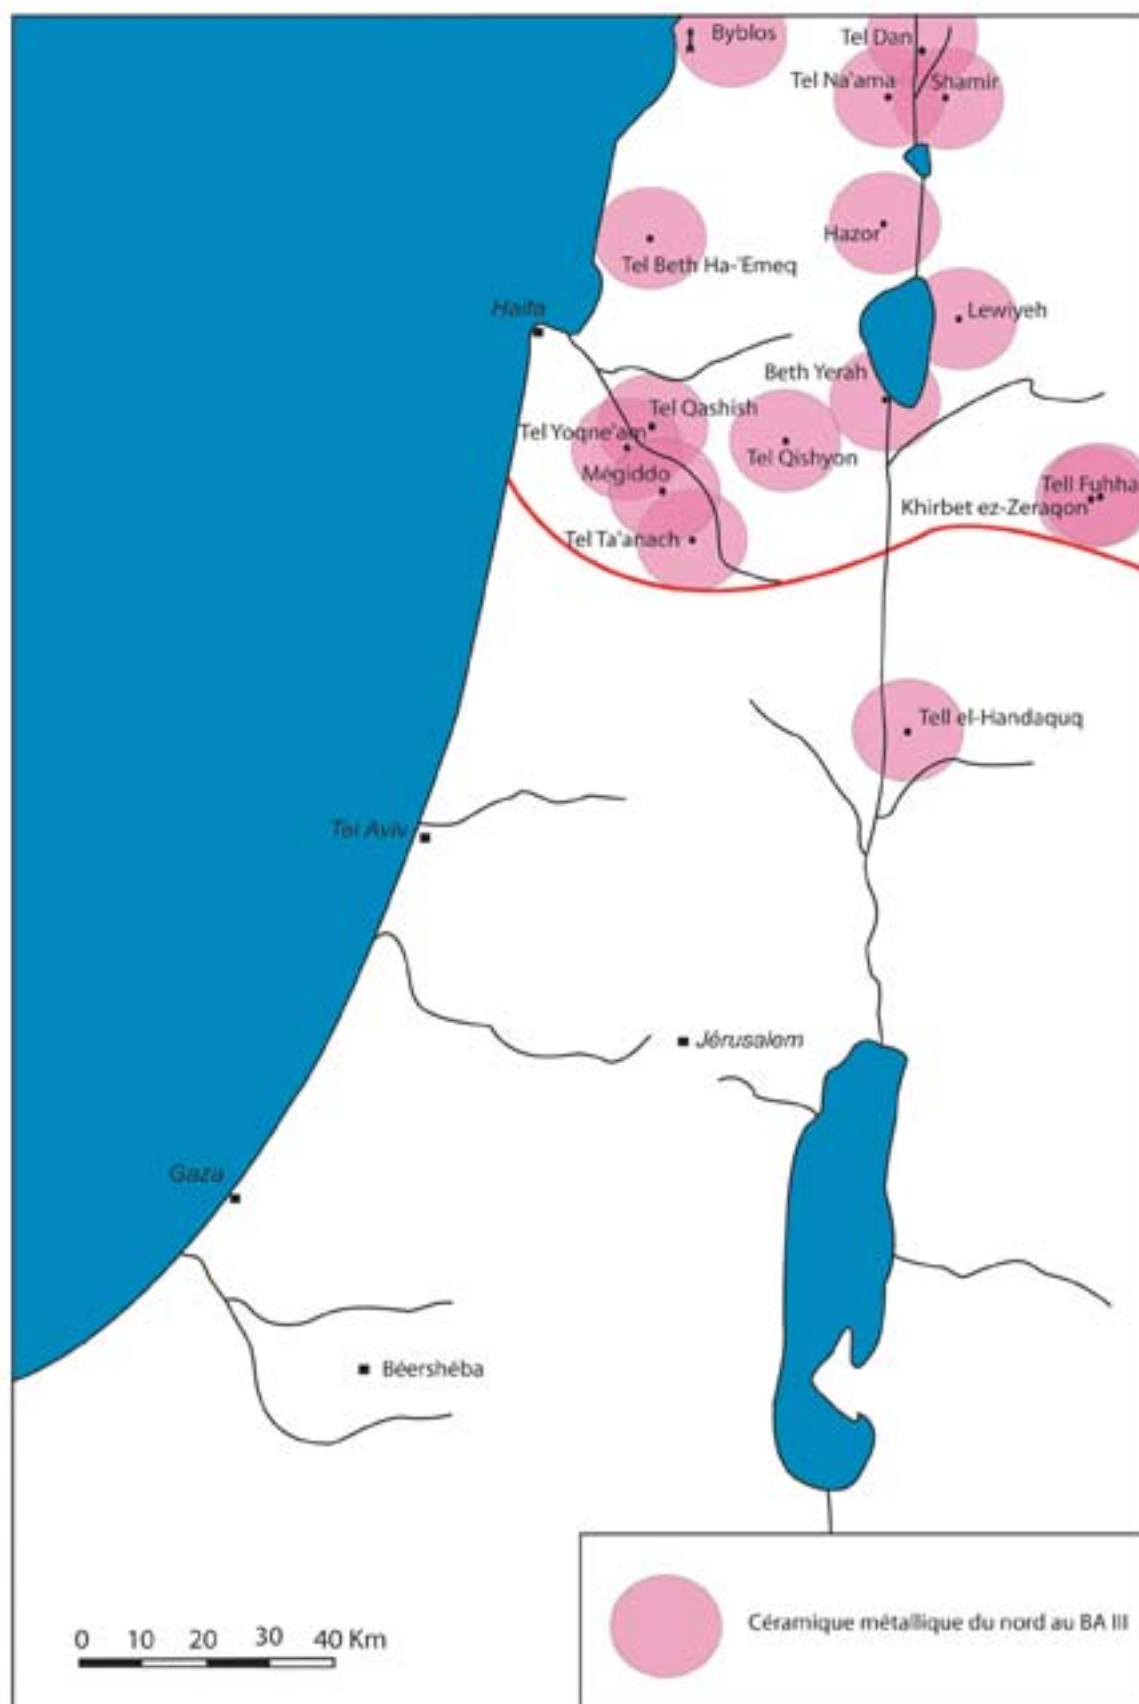 Byblos
Tel Dan
Tel Na'ama
Shamir
Hazor
Tel Beth Ha-'Emeq
Lewiyeh
Haifa
Beth Yerah
Tel Qashish
Tel Yoqne'am
Tel Qishyon
Mégiddo
Tell Fuhha
Khirbet ez-Zeraqon
Tel Ta'anach
Tell el-Handaquq
Tel Aviv
Jérusalem
Gaza
Béershéba
0 10 20 30 40 Km
Céramique métallique du nord au BA III